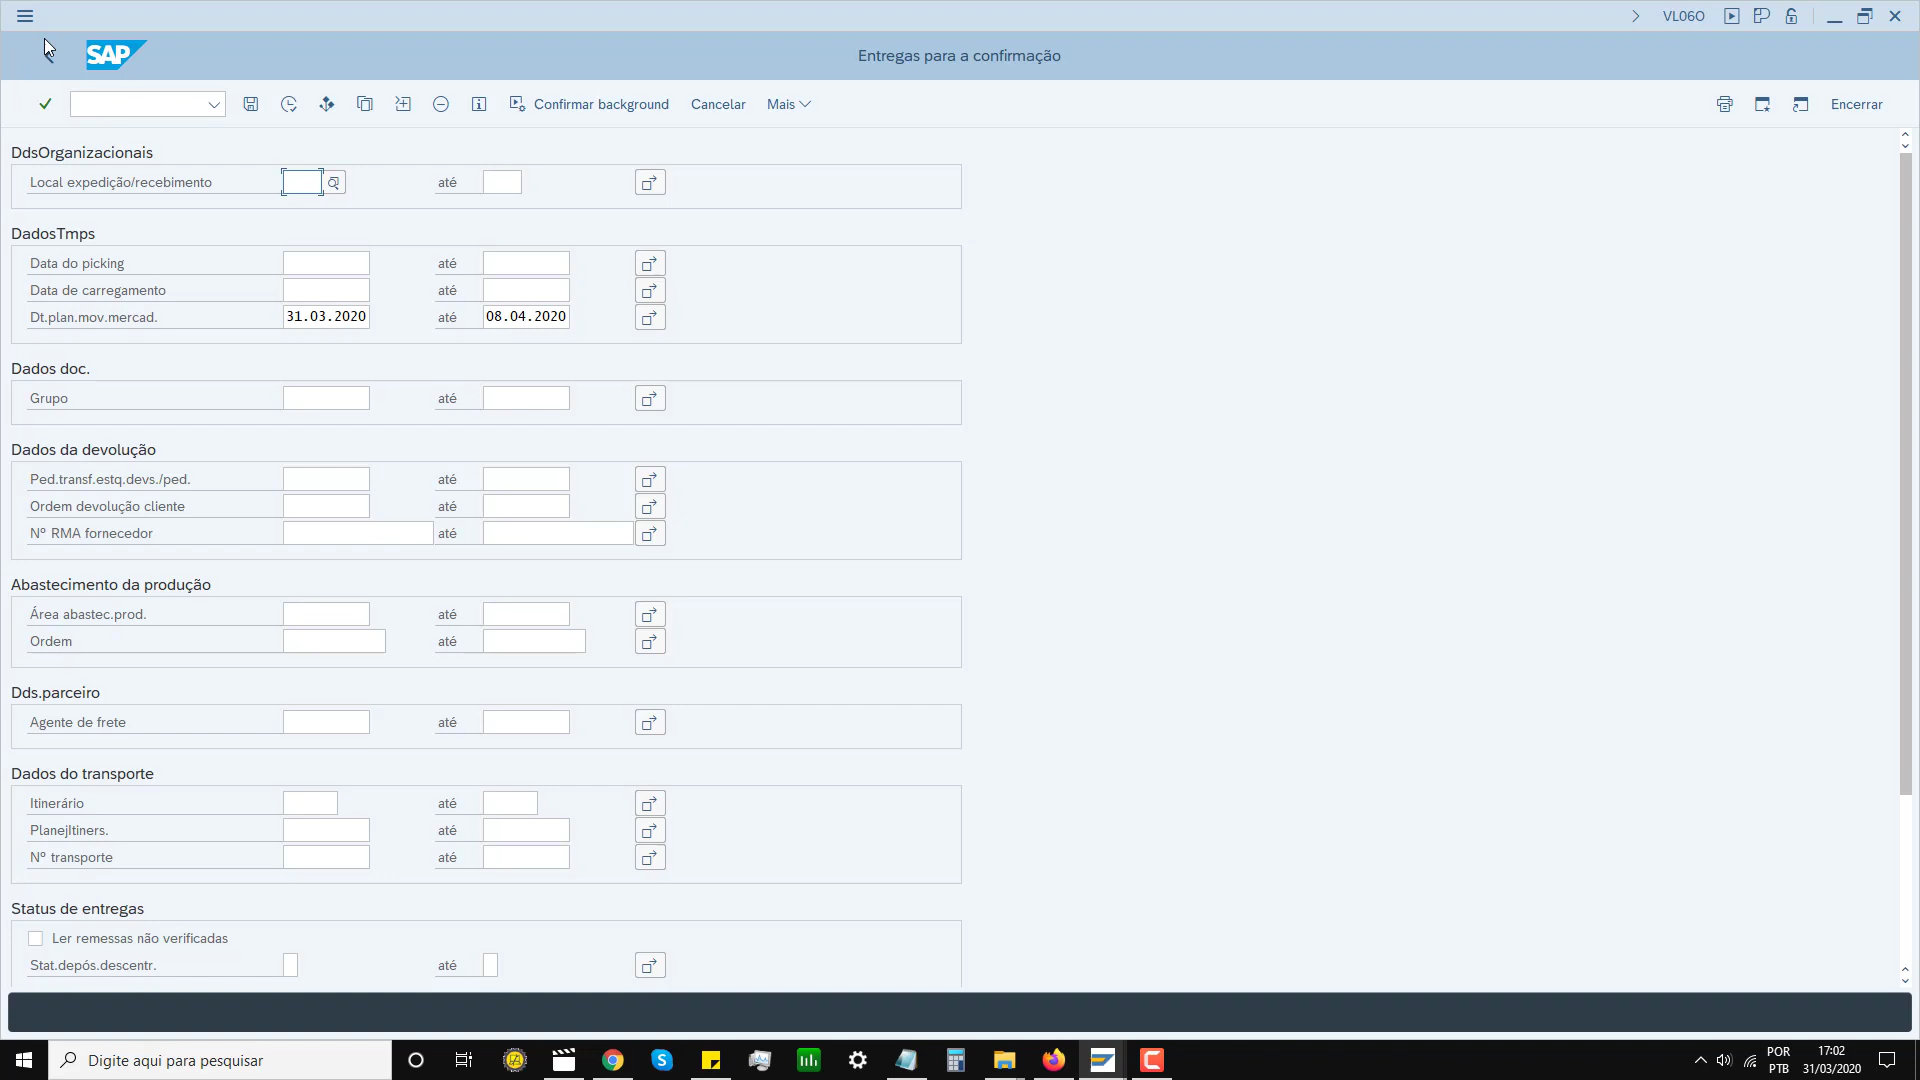 VL06O
SAP
Entregas para a confirmação
Confirmar background
Cancelar
Mais
Encerrar
DdsOrganizacionais
Local expedição/recebimento até
DadosTmps
Data do picking até
Data de carregamento até
Dt.plan.mov.mercad. 31.03.2020 até 08.04.2020
Dados doc.
Grupo até
Dados da devolução
Ped.transf.estq.devs./ped. até
Ordem devolução cliente até
Nº RMA fornecedor até
Abastecimento da produção
Área abastec.prod. até
Ordem até
Dds.parceiro
Agente de frete até
Dados do transporte
Itinerário até
PlanejItiners. até
Nº transporte até
Status de entregas
Ler remessas não verificadas
Stat.depós.descentr. até
Digite aqui para pesquisar
POR
PTB
17:02
31/03/2020